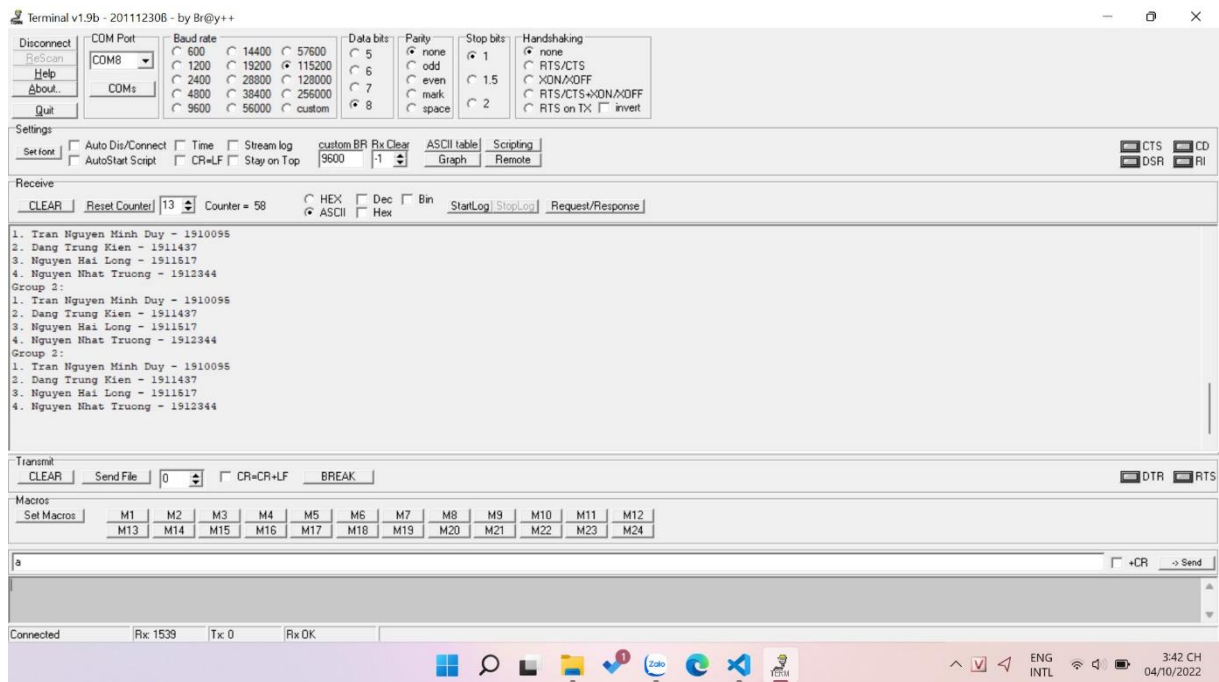 Terminal v1.9b - 20111230ß - by Br@y++
Disconnect
ReScan
Help
About..
Quit
COM Port
COM8
COMs
Baud rate
600 14400 57600
1200 19200 115200
2400 28800 128000
4800 38400 256000
9600 56000 custom
Data bits
5
6
7
8
Parity
none
odd
even
mark
space
Stop bits
1
1.5
2
Handshaking
none
RTS/CTS
XON/XOFF
RTS/CTS+XON/XOFF
RTS on TX invert
Settings
Set font
Auto Dis/Connect Time Stream log
AutoStart Script CR=LF Stay on Top
custom BR Rx Clear
9600 -1
ASCII table Scripting
Graph Remote
CTS CD
DSR RI
Receive
CLEAR Reset Counter 13 Counter = 58
HEX Dec Bin
ASCII Hex
StartLog StopLog Request/Response
1. Tran Nguyen Minh Duy - 1910095
2. Dang Trung Kien - 1911437
3. Nguyen Hai Long - 1911517
4. Nguyen Nhat Truong - 1912344
Group 2:
1. Tran Nguyen Minh Duy - 1910095
2. Dang Trung Kien - 1911437
3. Nguyen Hai Long - 1911517
4. Nguyen Nhat Truong - 1912344
Group 2:
1. Tran Nguyen Minh Duy - 1910095
2. Dang Trung Kien - 1911437
3. Nguyen Hai Long - 1911517
4. Nguyen Nhat Truong - 1912344
Transmit
CLEAR Send File 0 CR=CR+LF BREAK
DTR RTS
Macros
Set Macros M1 M2 M3 M4 M5 M6 M7 M8 M9 M10 M11 M12
M13 M14 M15 M16 M17 M18 M19 M20 M21 M22 M23 M24
a +CR -> Send
Connected Rx: 1539 Tx: 0 Rx OK
1
Zalo
TERM
V
ENG
INTL
3:42 CH
04/10/2022